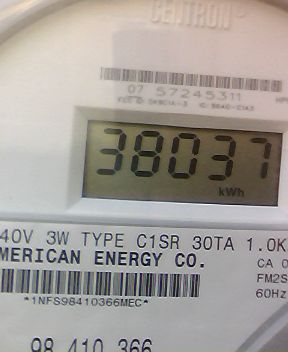 CENTRON®
07 57245311
38037
kWh
40V 3W TYPE C1SR 30TA 1.0K
MERICAN ENERGY CO.
CA 0
FM2S
60Hz
*1NFS98410366MEC*
98 410 366